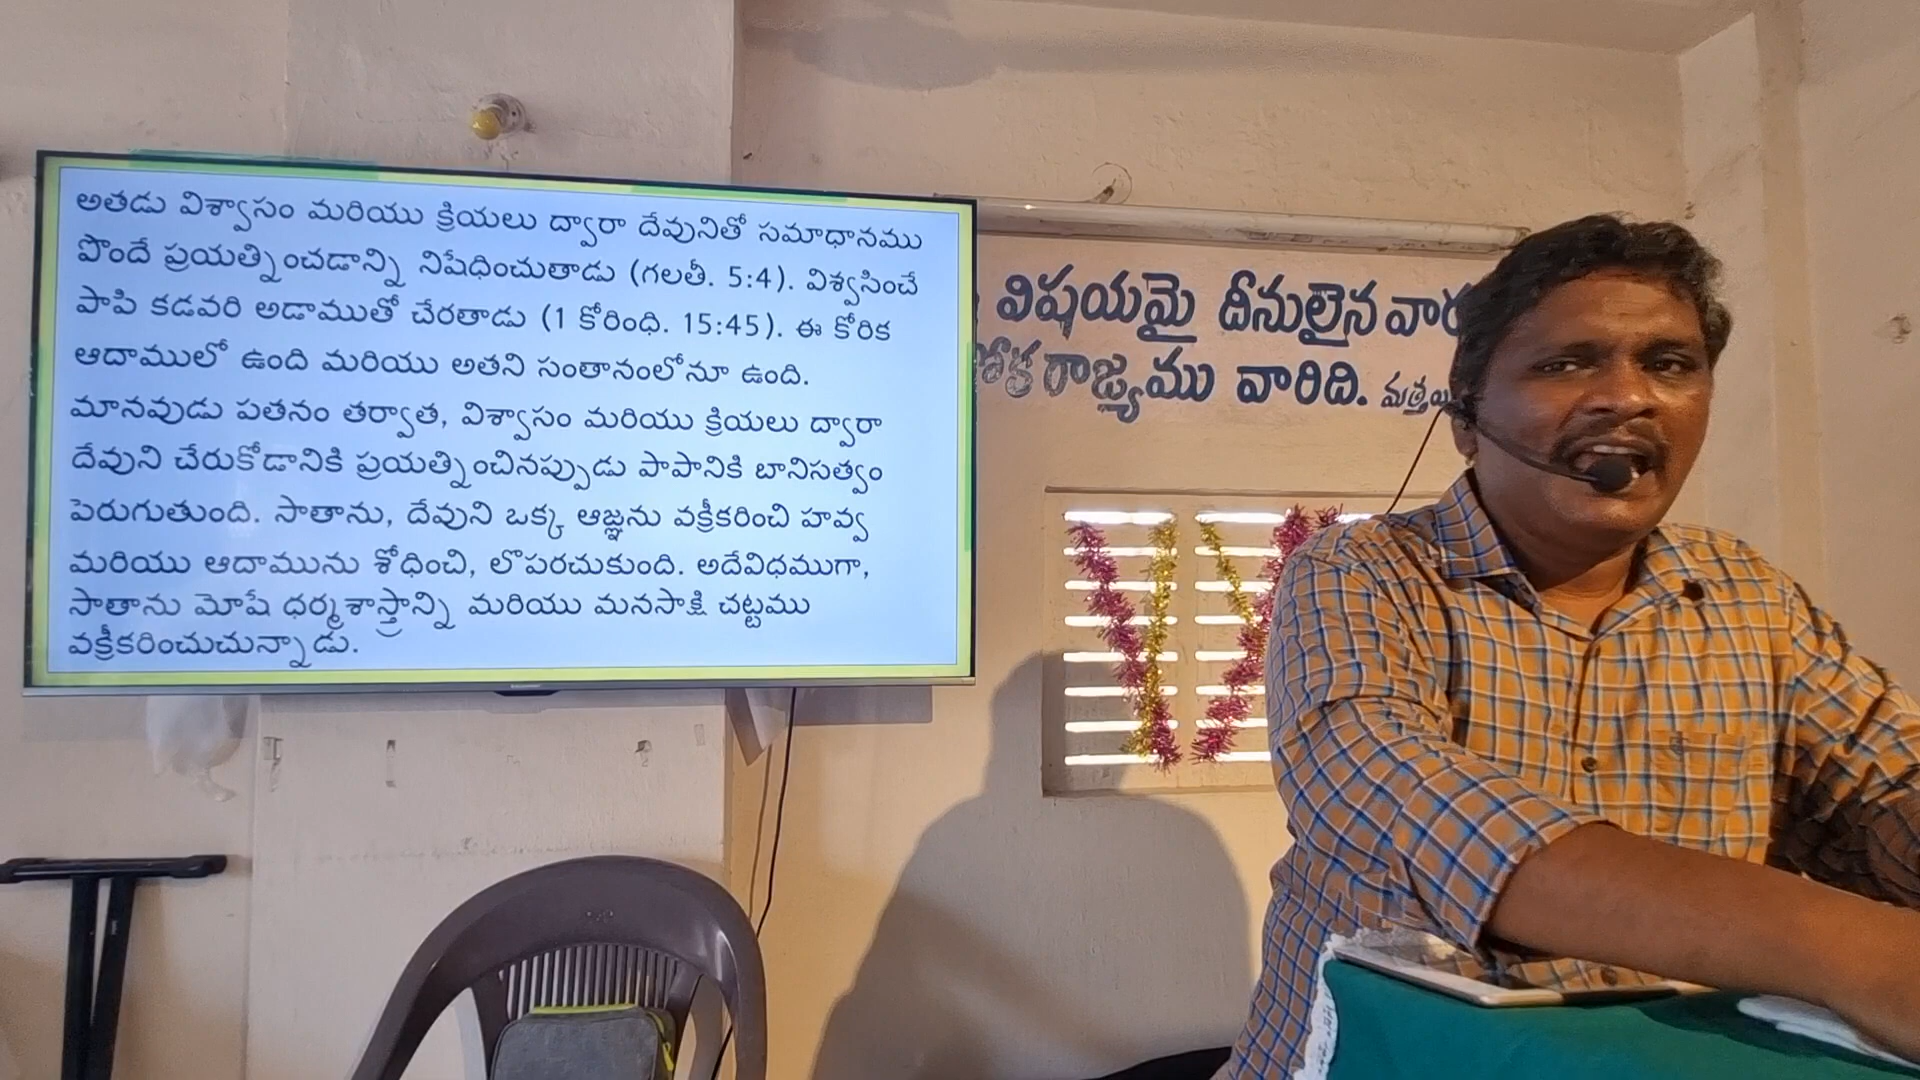 అతడు విశ్వాసం మరియు క్రియలు ద్వారా దేవునితో సమాధానము
పొందే ప్రయత్నించడాన్ని నిషేధించుతాడు (గలతీ. 5:4). విశ్వసించే
పాపి కడవరి అడాముతో చేరతాడు (1 కోరింధి. 15:45). ఈ కోరిక
ఆదాములో ఉంది మరియు అతని సంతానంలోనూ ఉంది.
మానవుడు పతనం తర్వాత, విశ్వాసం మరియు క్రియలు ద్వారా
దేవుని చేరుకోడానికి ప్రయత్నించినప్పుడు పాపానికి బానిసత్వం
పెరుగుతుంది. సాతాను, దేవుని ఒక్క ఆజ్ఞను వక్రీకరించి హవ్వ
మరియు ఆదామును శోధించి, లొపరచుకుంది. అదేవిధముగా,
సాతాను మోషే ధర్మశాస్త్రాన్ని మరియు మనసాక్షి చట్టము
వక్రీకరించుచున్నాడు.
విషయమై దీనులైన
రాజ్యము వారిది.